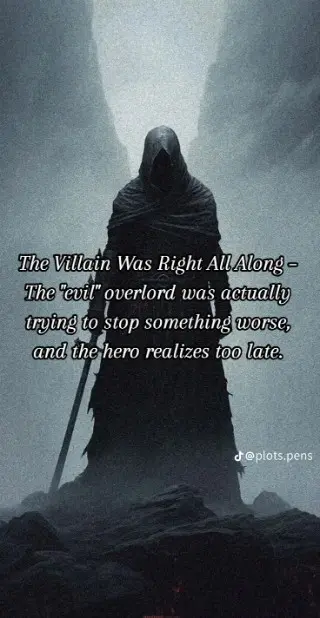 The Villain Was Right All Along –
The "evil" overlord was actually
trying to stop something worse,
and the hero realizes too late.
@plots.pens